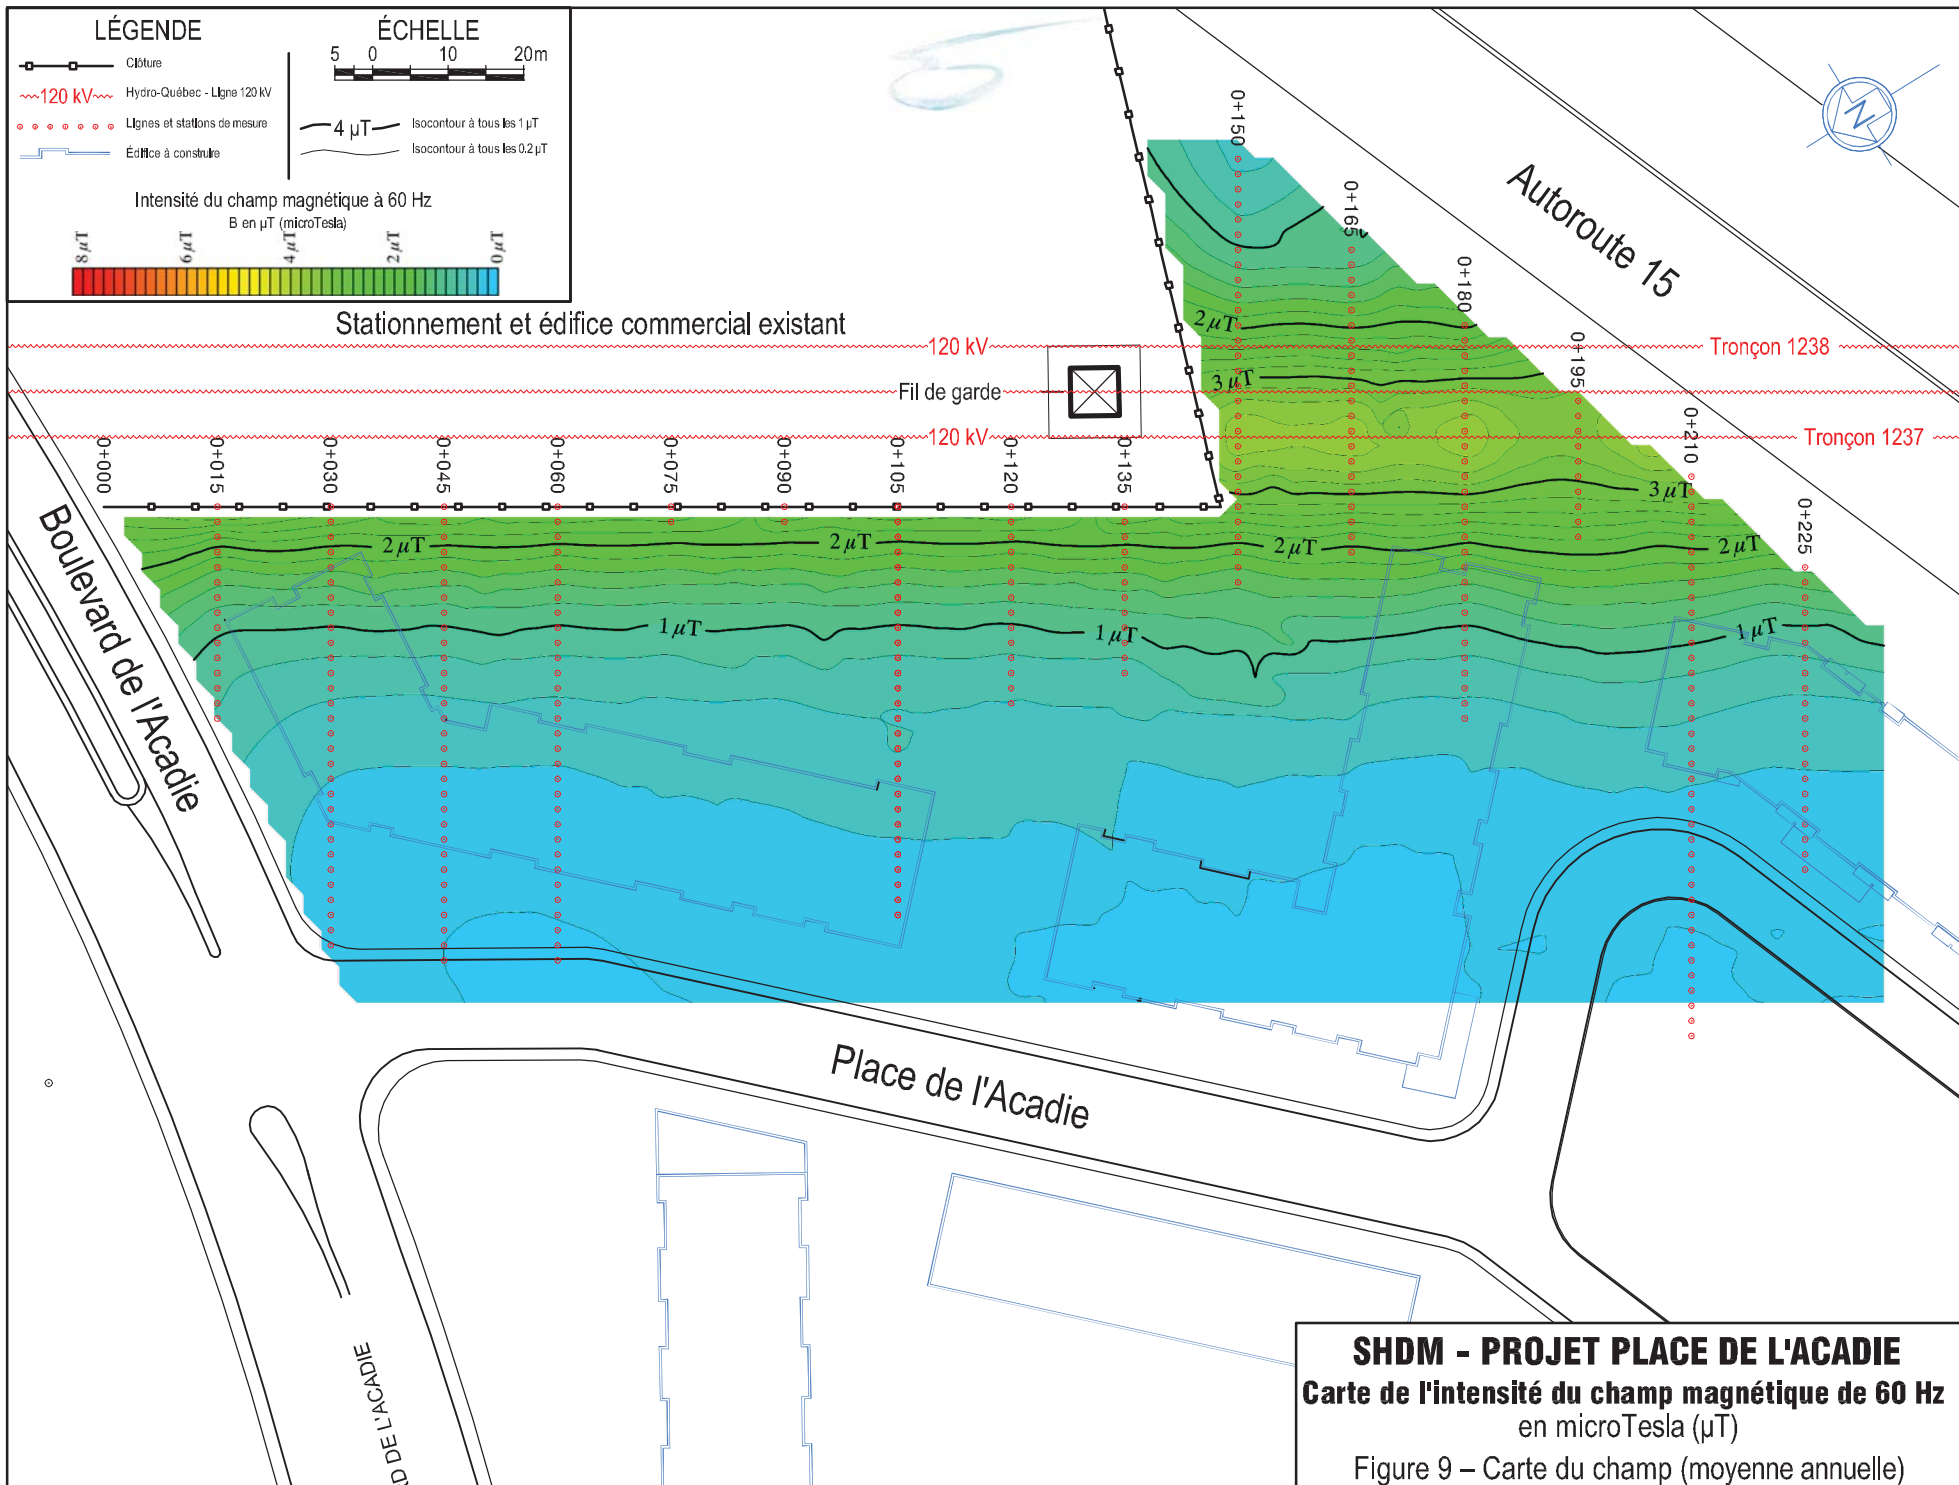 LÉGENDE
Clôture
120 kV
Hydro-Québec - Ligne 120 kV
Lignes et stations de mesure
Édifice à construire
ÉCHELLE
5 0 10 20m
4 µT
Isocontour à tous les 1 µT
Isocontour à tous les 0.2 µT
Intensité du champ magnétique à 60 Hz
B en µT (microTesla)
8 µT 6 µT 4 µT 2 µT 0 µT
Stationnement et édifice commercial existant
120 kV
Fil de garde
120 kV
Autoroute 15
Tronçon 1238
Tronçon 1237
N
0+000
0+015
0+030
0+045
0+060
0+075
0+090
0+105
0+120
0+135
0+150
0+165
0+180
0+195
0+210
0+225
2 µT
3 µT
3 µT
2 µT
2 µT
2 µT
2 µT
1 µT
1 µT
1 µT
Boulevard de l'Acadie
Place de l'Acadie
D DE L'ACADIE
SHDM - PROJET PLACE DE L'ACADIE
Carte de l'intensité du champ magnétique de 60 Hz
en microTesla (µT)
Figure 9 – Carte du champ (moyenne annuelle)